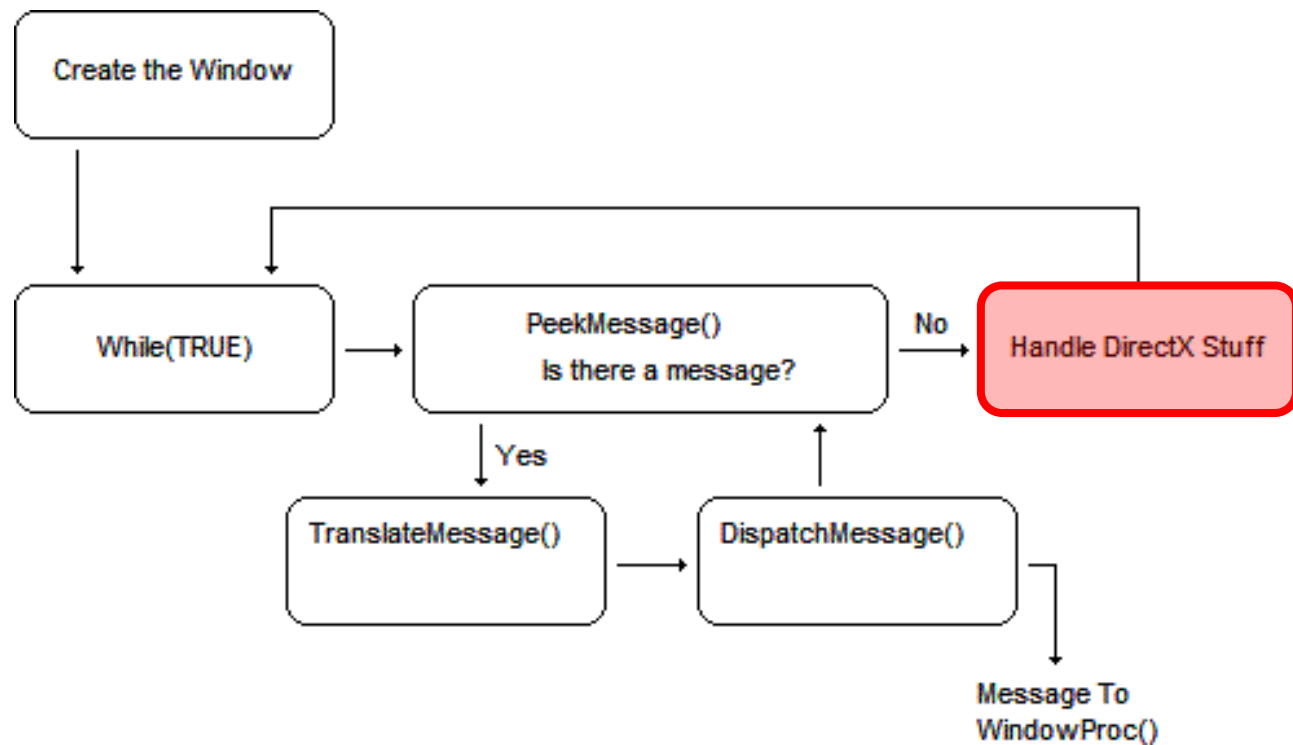 Create the Window
While(TRUE)
PeekMessage()
Is there a message?
No
Handle DirectX Stuff
Yes
TranslateMessage()
DispatchMessage()
Message To
WindowProc()